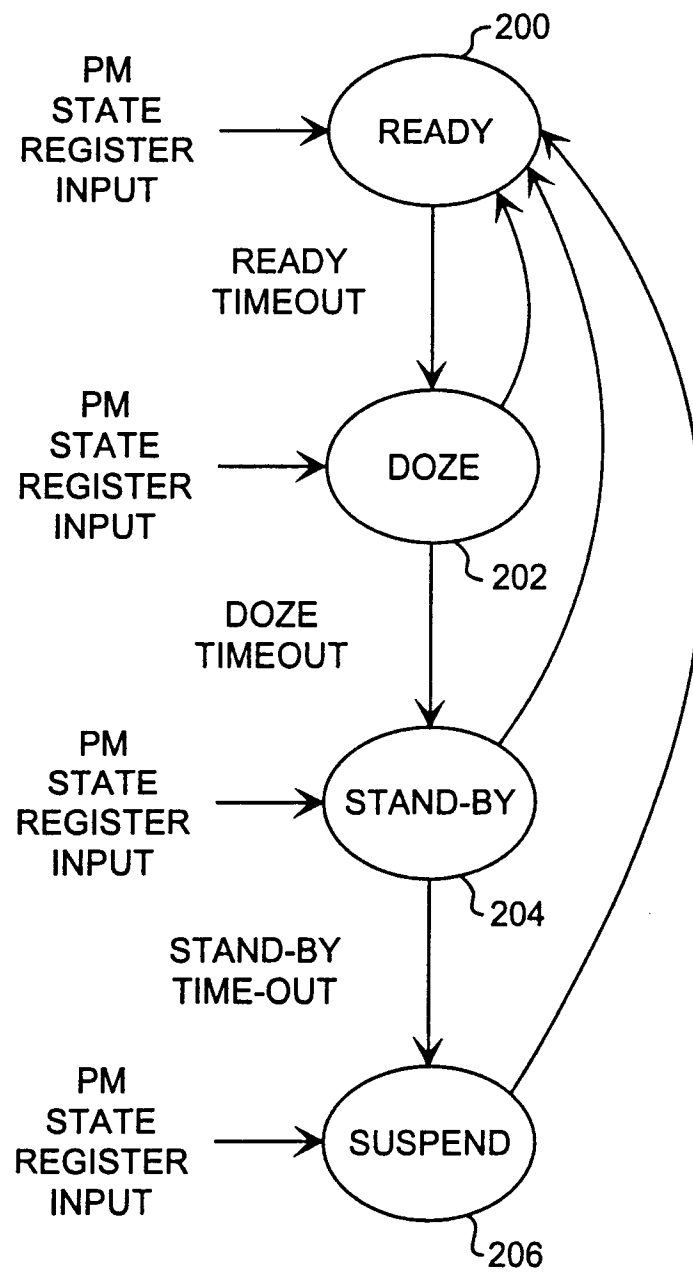 200
PM
STATE
REGISTER
INPUT
READY
READY
TIMEOUT
PM
STATE
REGISTER
INPUT
DOZE
202
DOZE
TIMEOUT
PM
STATE
REGISTER
INPUT
STAND-BY
204
STAND-BY
TIME-OUT
PM
STATE
REGISTER
INPUT
SUSPEND
206